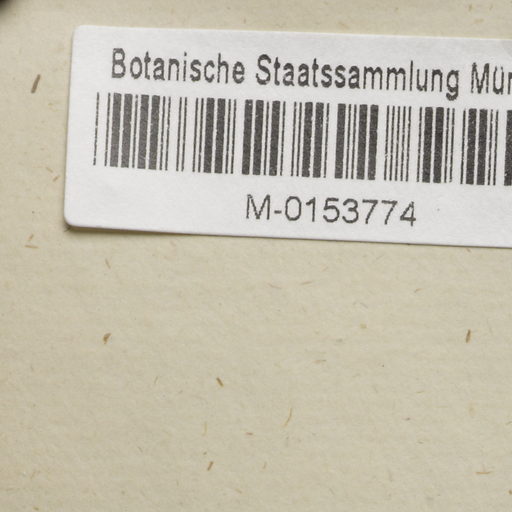 Botanische Staatssammlung Mün
M-0153774